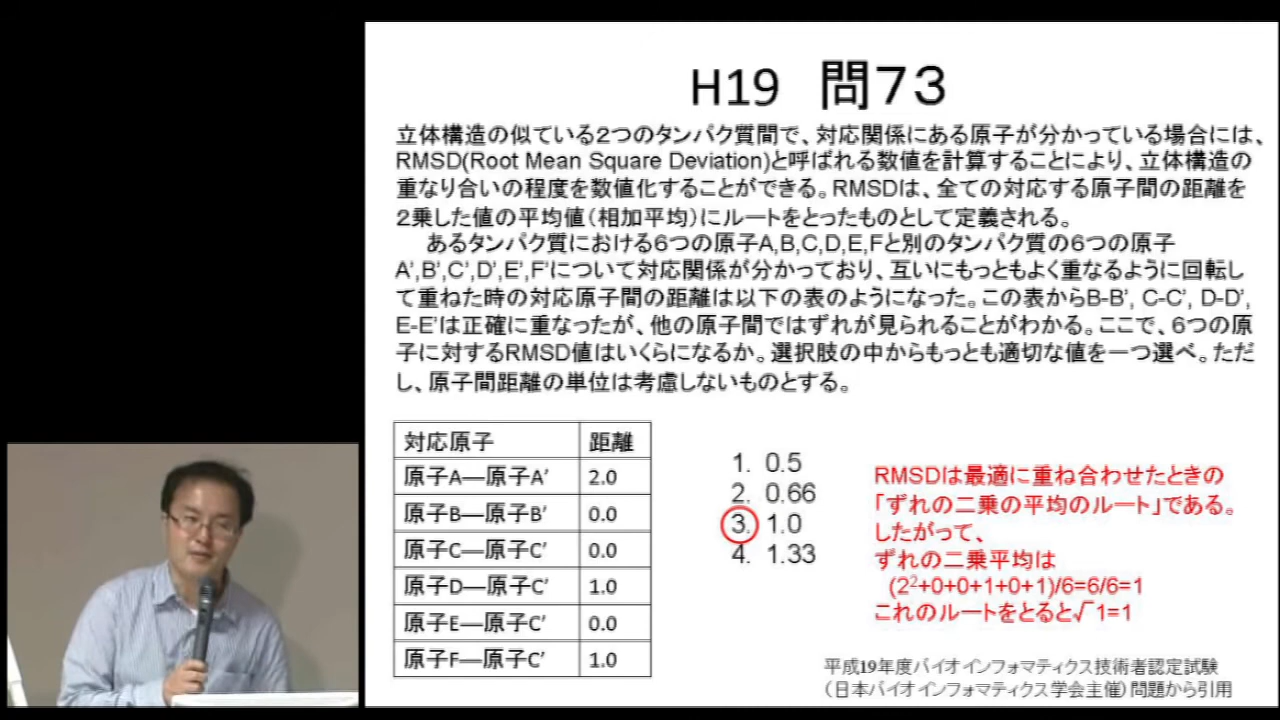 H19　問７３
立体構造の似ている2つのタンパク質間で、対応関係にある原子が分かっている場合には、
RMSD(Root Mean Square Deviation)と呼ばれる数値を計算することにより、立体構造の
重なり合いの程度を数値化することができる。RMSDは、全ての対応する原子間の距離を
2乗した値の平均値（相加平均）にルートをとったものとして定義される。
あるタンパク質における6つの原子A,B,C,D,E,Fと別のタンパク質の6つの原子
A',B',C',D',E',F'について対応関係が分かっており、互いにもっともよく重なるように回転し
て重ねた時の対応原子間の距離は以下の表のようになった。この表からB-B', C-C', D-D',
E-E'は正確に重なったが、他の原子間ではずれが見られることがわかる。ここで、6つの原
子に対するRMSD値はいくらになるか。選択肢の中からもっとも適切な値を一つ選べ。ただ
し、原子間距離の単位は考慮しないものとする。
対応原子 距離
原子A—原子A' 2.0
原子B—原子B' 0.0
原子C—原子C' 0.0
原子D—原子C' 1.0
原子E—原子C' 0.0
原子F—原子C' 1.0
1. 0.5
2. 0.66
3. 1.0
4. 1.33
RMSDは最適に重ね合わせたときの
「ずれの二乗の平均のルート」である。
したがって、
ずれの二乗平均は
(2²+0+0+1+0+1)/6=6/6=1
これのルートをとると√1=1
平成19年度バイオインフォマティクス技術者認定試験
（日本バイオインフォマティクス学会主催）問題から引用